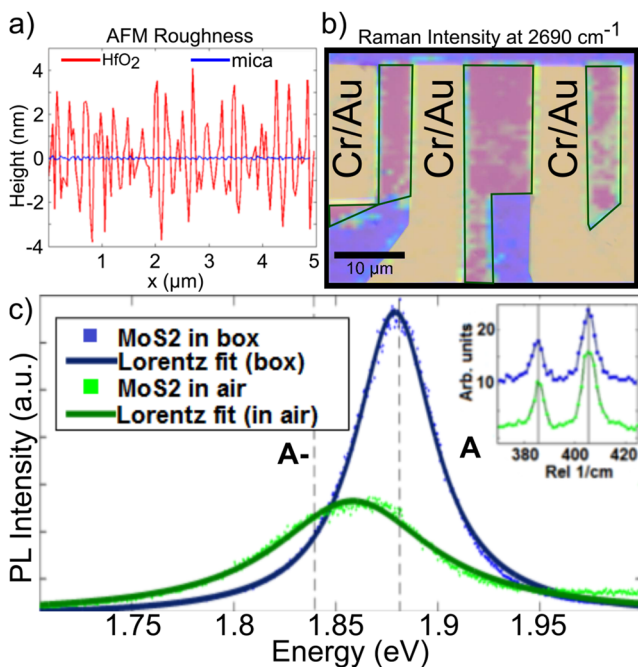 a)
AFM Roughness
HfO₂
mica
Height (nm)
4
2
0
-2
-4
1
2
3
4
5
x (μm)
b)
Raman Intensity at 2690 cm⁻¹
Cr/Au
Cr/Au
Cr/Au
10 μm
c)
MoS2 in box
Lorentz fit (box)
MoS2 in air
Lorentz fit (in air)
A-
A
PL Intensity (a.u.)
1.75
1.8
1.85
1.9
1.95
Energy (eV)
Arb. units
20
10
380
400
420
Rel 1/cm